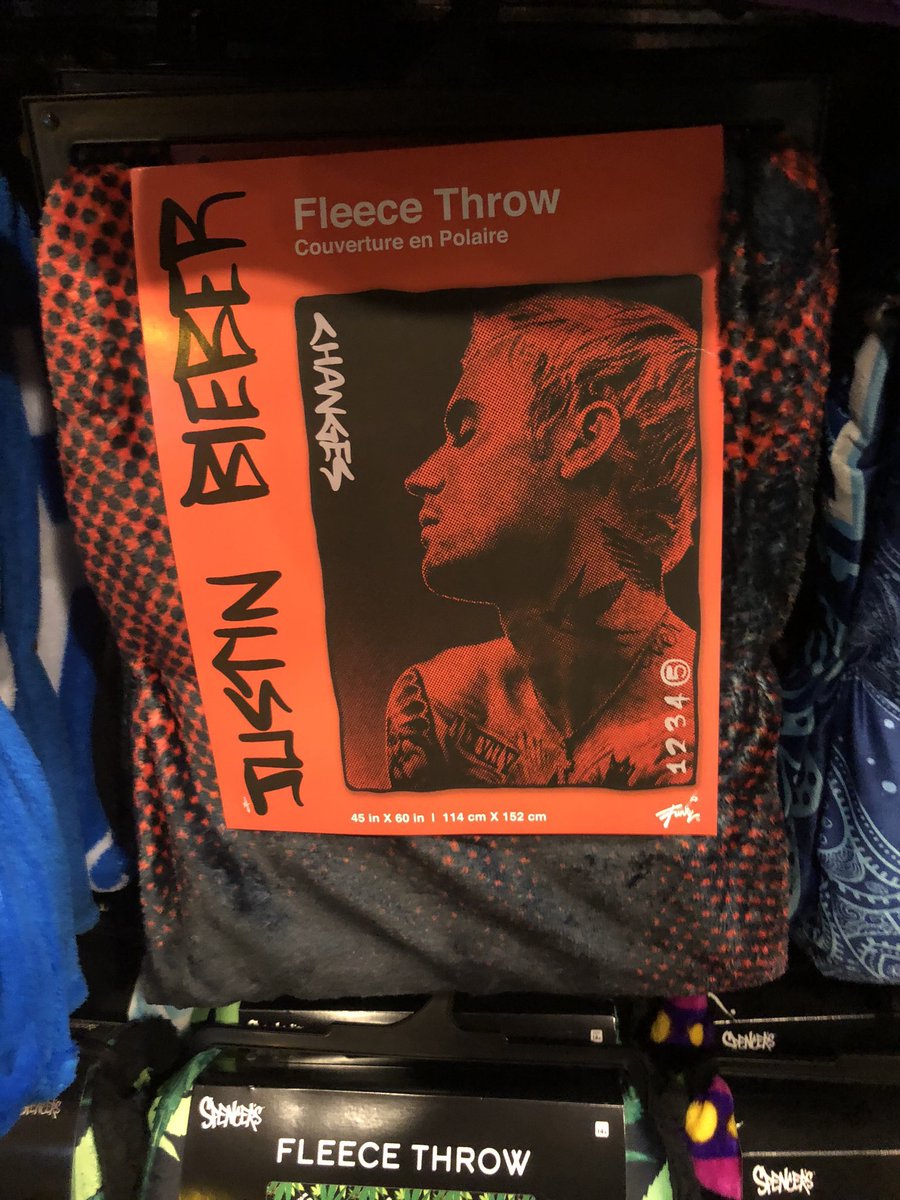 Fleece Throw
Couverture en Polaire
JUSTIN BIEBER
CHANGES
1 2 3 4 5
45 in X 60 in | 114 cm X 152 cm
SPENCER'S
SPENCER'S
FLEECE THROW
SPENCER'S